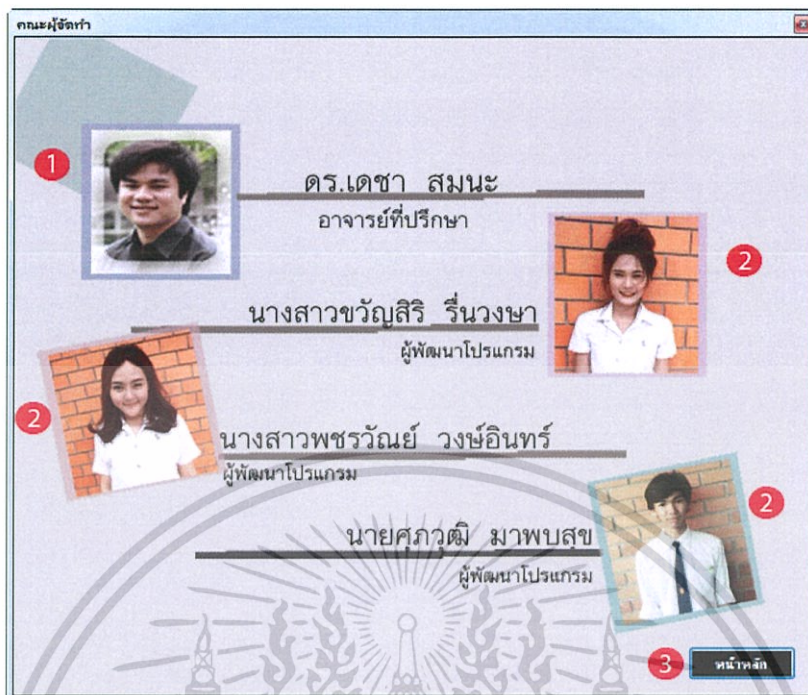 คณะผู้จัดทำ
1
ดร.เดชา สมนะ
อาจารย์ที่ปรึกษา
2
นางสาวขวัญสิริ รื่นวงษา
ผู้พัฒนาโปรแกรม
2
นางสาวพชรวัณย์ วงษ์อินทร์
ผู้พัฒนาโปรแกรม
2
นายศุภวุฒิ มาพบสุข
ผู้พัฒนาโปรแกรม
3 หน้าหลัก